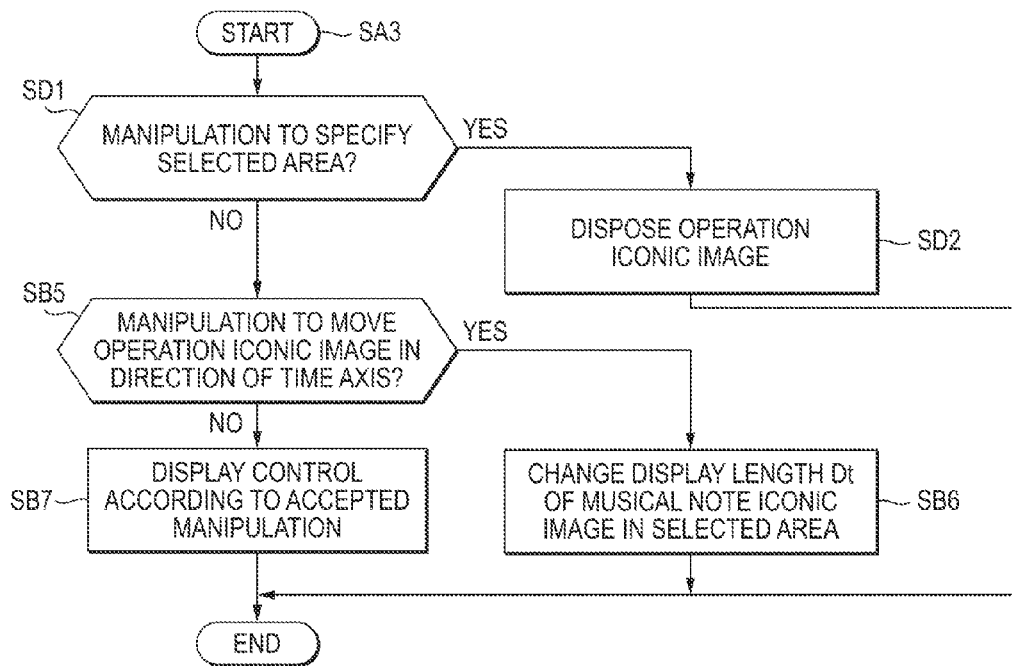 START
SA3
SD1
MANIPULATION TO SPECIFY
SELECTED AREA?
YES
NO
DISPOSE OPERATION
ICONIC IMAGE
SD2
SB5
MANIPULATION TO MOVE
OPERATION ICONIC IMAGE IN
DIRECTION OF TIME AXIS?
YES
NO
SB7
DISPLAY CONTROL
ACCORDING TO ACCEPTED
MANIPULATION
CHANGE DISPLAY LENGTH Dt
OF MUSICAL NOTE ICONIC
IMAGE IN SELECTED AREA
SB6
END